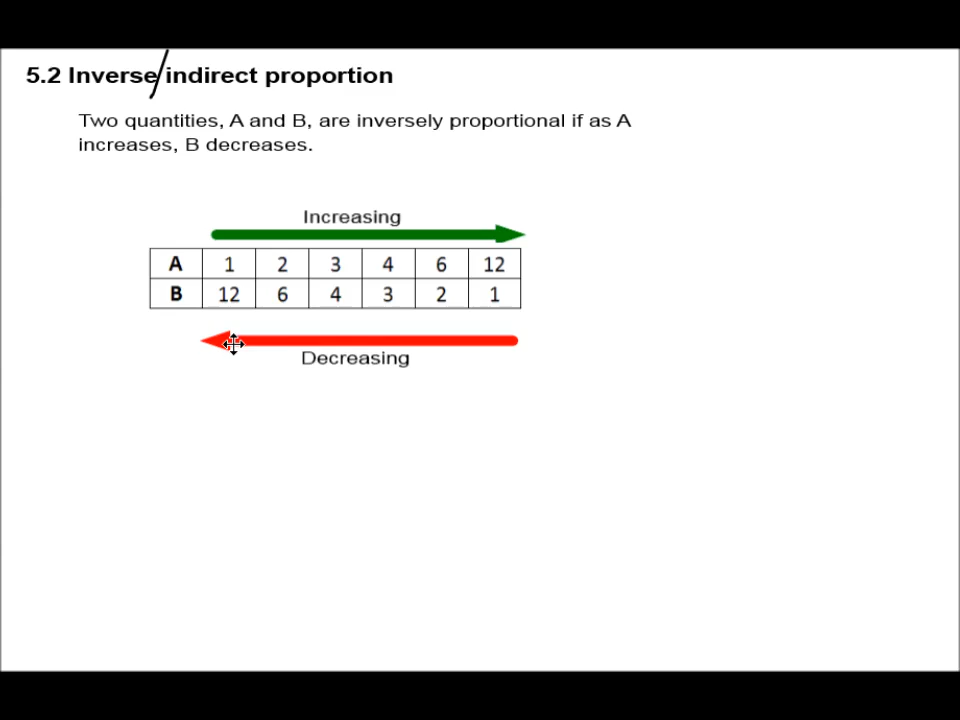 5.2 Inverse/indirect proportion
Two quantities, A and B, are inversely proportional if as A
increases, B decreases.
Increasing
A 1 2 3 4 6 12
B 12 6 4 3 2 1
Decreasing